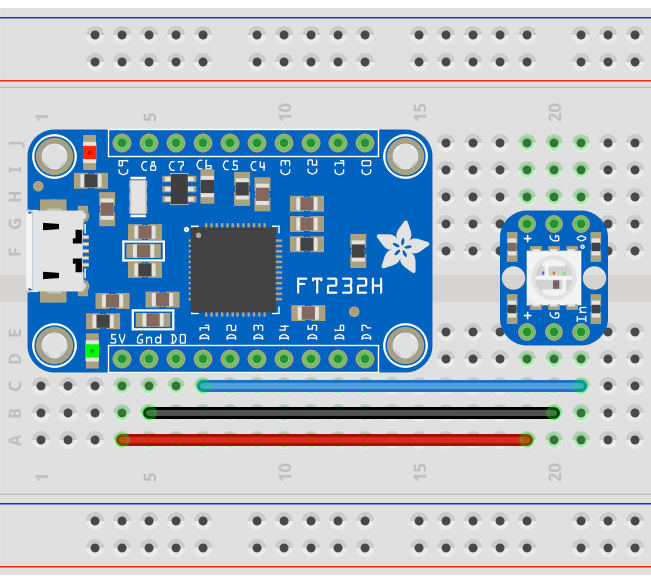 1 5 10 15 20
J
I
H
G
F
C9 C8 C7 C6 C5 C4 C3 C2 C1 C0
+ G o
FT232H
+ G In
E
D
C
B
A
5V Gnd D0 D1 D2 D3 D4 D5 D6 D7
1 5 10 15 20